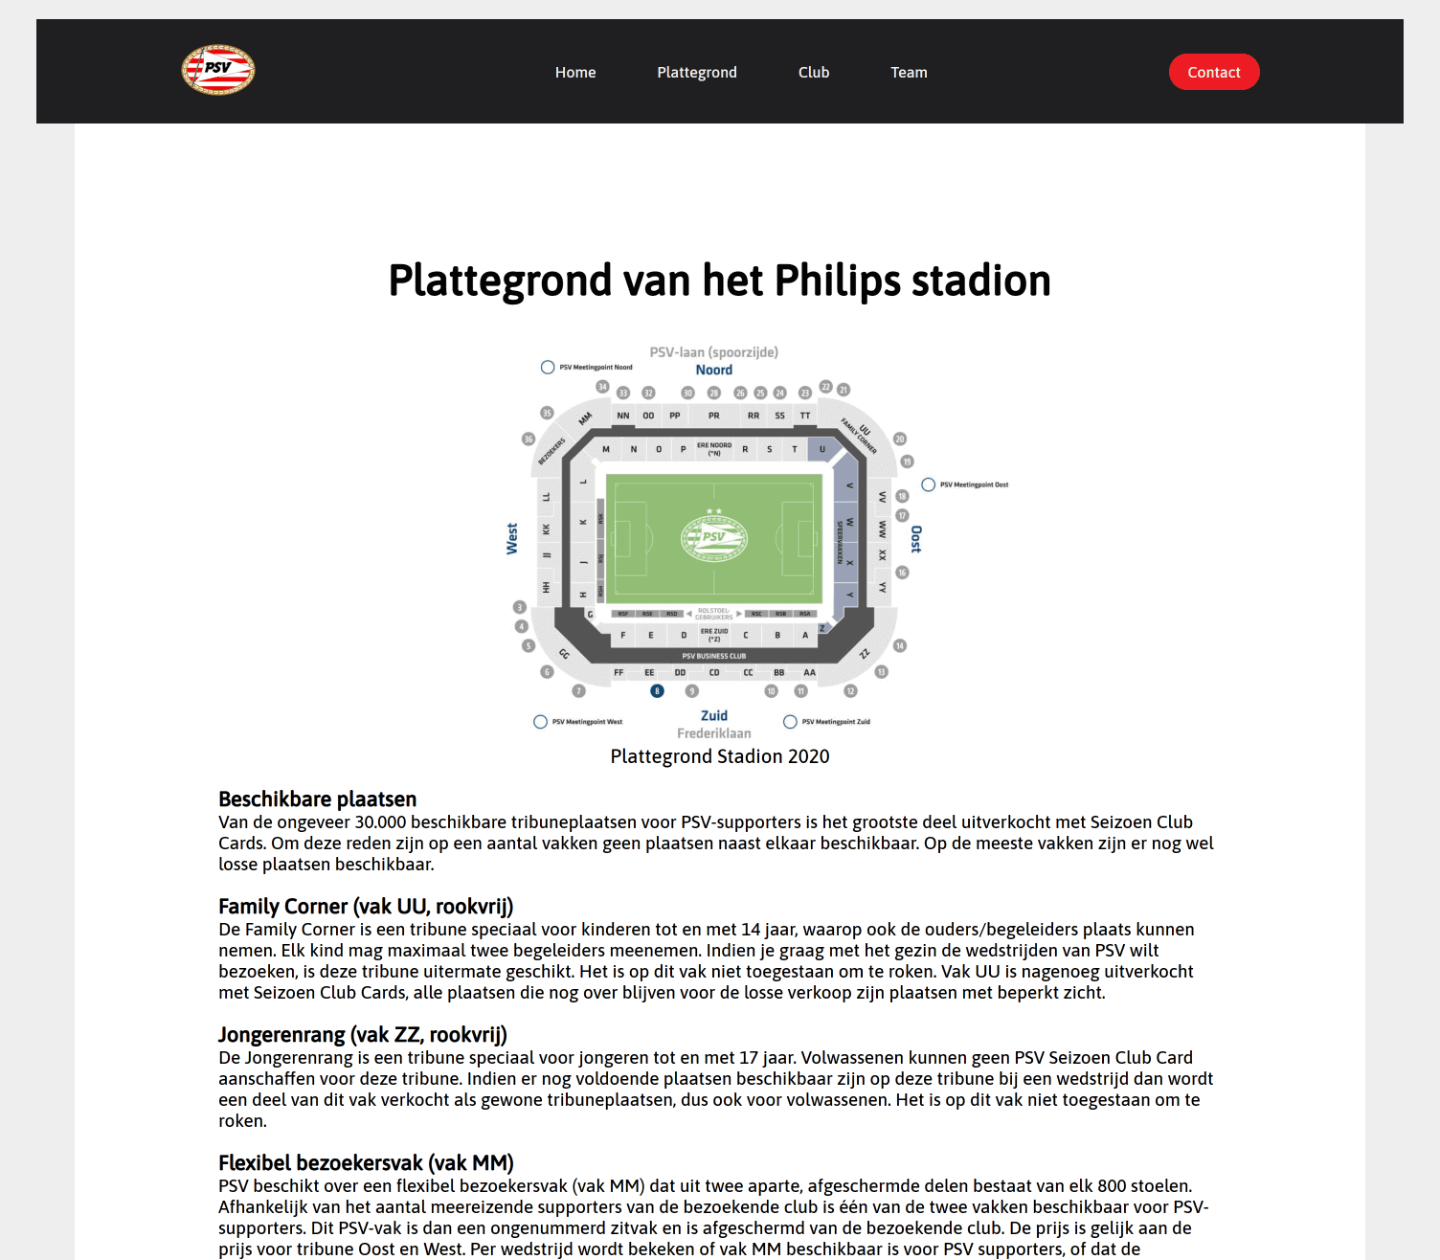 PSV
Home
Plattegrond
Club
Team
Contact
Plattegrond van het Philips stadion
PSV-laan (spoorzijde)
Noord
PSV Meetingpoint Noord
34 33 32 30 28 26 25 24 23 22 21
35
36
MM NN OO PP PR RR SS TT
UU
FAMILY CORNER
BEZOEKERS
20
19
M N O P ERE NOORD R S T U
(*N)
PSV Meetingpoint Oost
L
K
J
H
G
LL
KK
JJ
HH
West
V
W
SFEERVAKKEN
X
Y
Z
VV
WW
XX
YY
18
17
16
Oost
PSV
3
4
5
6
7
RSF RSE RSD ROLSTOEL- RSC RSB RSA
GEBRUIKERS
F E D ERE ZUID C B A
(*Z)
PSV BUSINESS CLUB
GG
ZZ
FF EE DD CD CC BB AA
14
13
8 9 10 11 12
Zuid
Frederiklaan
PSV Meetingpoint West
PSV Meetingpoint Zuid
Plattegrond Stadion 2020
Beschikbare plaatsen
Van de ongeveer 30.000 beschikbare tribuneplaatsen voor PSV-supporters is het grootste deel uitverkocht met Seizoen Club
Cards. Om deze reden zijn op een aantal vakken geen plaatsen naast elkaar beschikbaar. Op de meeste vakken zijn er nog wel
losse plaatsen beschikbaar.
Family Corner (vak UU, rookvrij)
De Family Corner is een tribune speciaal voor kinderen tot en met 14 jaar, waarop ook de ouders/begeleiders plaats kunnen
nemen. Elk kind mag maximaal twee begeleiders meenemen. Indien je graag met het gezin de wedstrijden van PSV wilt
bezoeken, is deze tribune uitermate geschikt. Het is op dit vak niet toegestaan om te roken. Vak UU is nagenoeg uitverkocht
met Seizoen Club Cards, alle plaatsen die nog over blijven voor de losse verkoop zijn plaatsen met beperkt zicht.
Jongerenrang (vak ZZ, rookvrij)
De Jongerenrang is een tribune speciaal voor jongeren tot en met 17 jaar. Volwassenen kunnen geen PSV Seizoen Club Card
aanschaffen voor deze tribune. Indien er nog voldoende plaatsen beschikbaar zijn op deze tribune bij een wedstrijd dan wordt
een deel van dit vak verkocht als gewone tribuneplaatsen, dus ook voor volwassenen. Het is op dit vak niet toegestaan om te
roken.
Flexibel bezoekersvak (vak MM)
PSV beschikt over een flexibel bezoekersvak (vak MM) dat uit twee aparte, afgeschermde delen bestaat van elk 800 stoelen.
Afhankelijk van het aantal meereizende supporters van de bezoekende club is één van de twee vakken beschikbaar voor PSV-
supporters. Dit PSV-vak is dan een ongenummerd zitvak en is afgeschermd van de bezoekende club. De prijs is gelijk aan de
prijs voor tribune Oost en West. Per wedstrijd wordt bekeken of vak MM beschikbaar is voor PSV supporters, of dat de